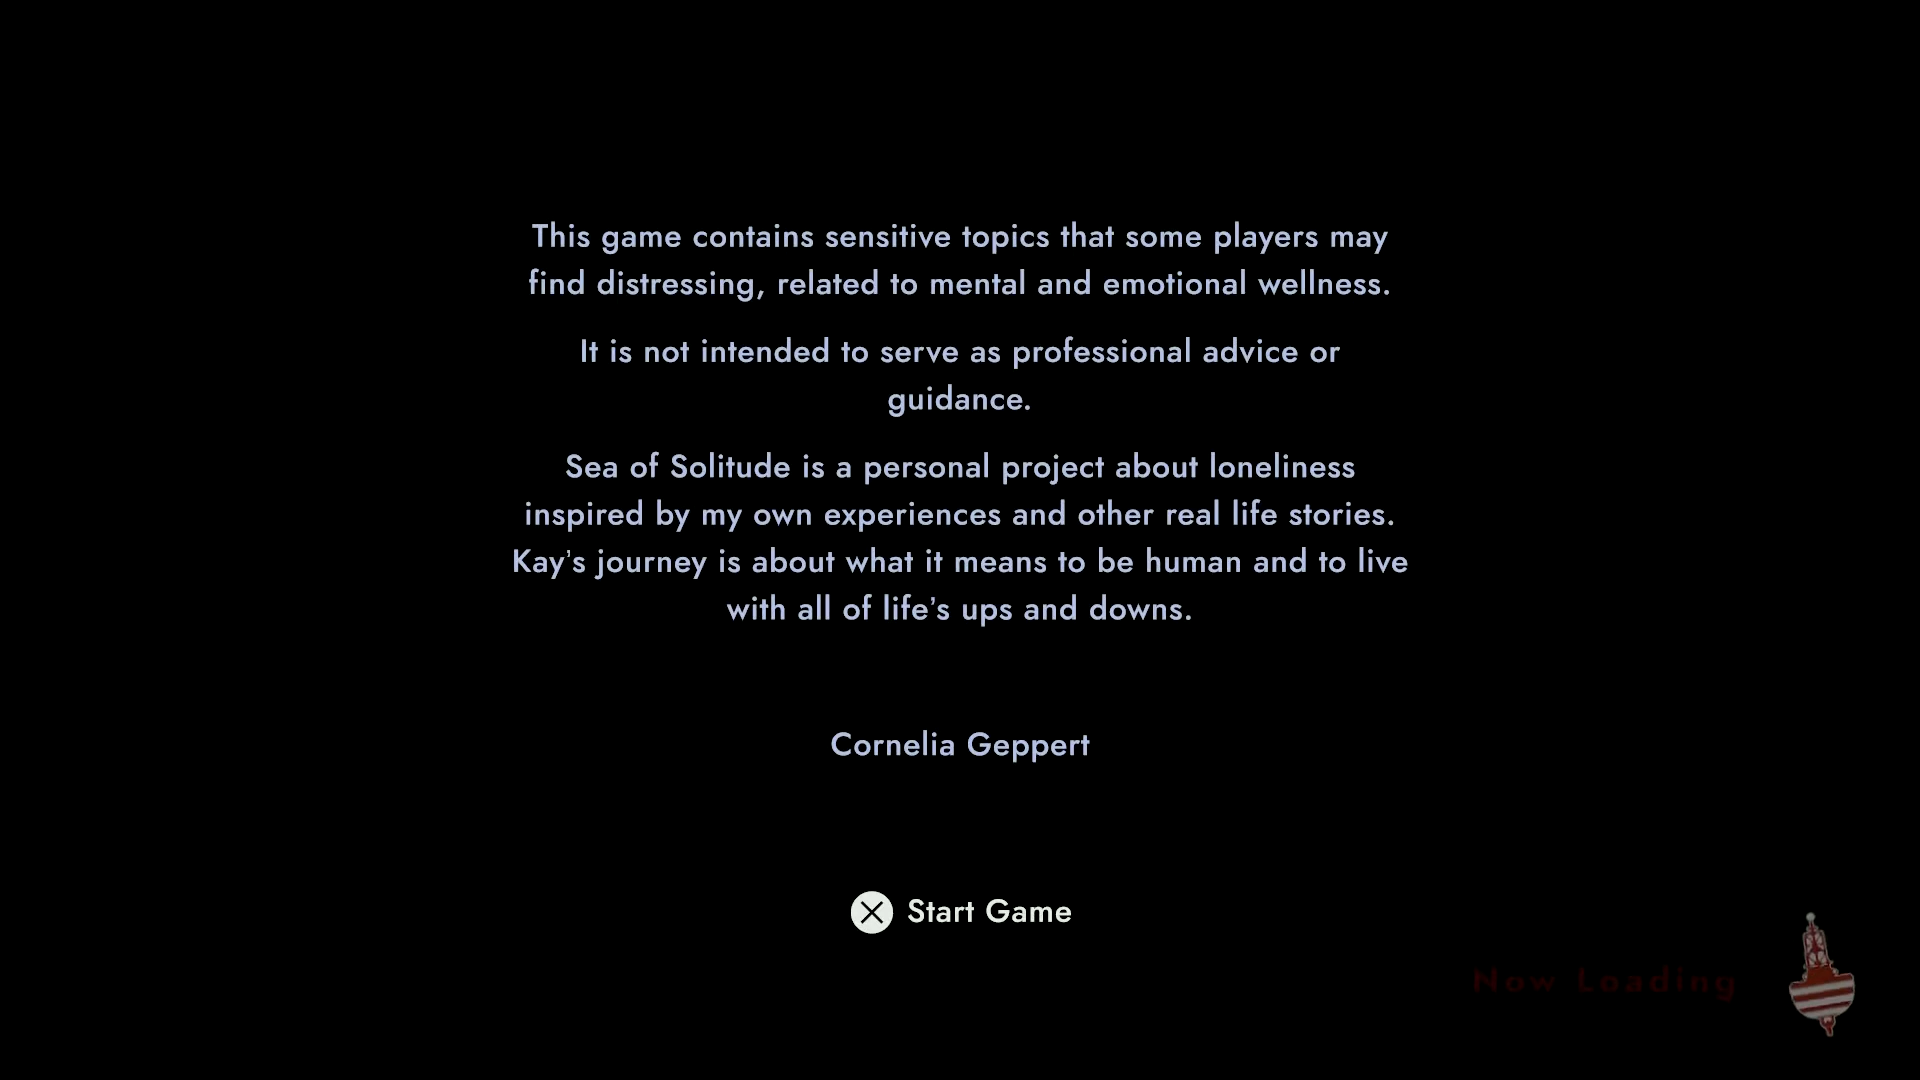 This game contains sensitive topics that some players may
find distressing, related to mental and emotional wellness.
It is not intended to serve as professional advice or
guidance.
Sea of Solitude is a personal project about loneliness
inspired by my own experiences and other real life stories.
Kay’s journey is about what it means to be human and to live
with all of life’s ups and downs.
Cornelia Geppert
Start Game
Now Loading